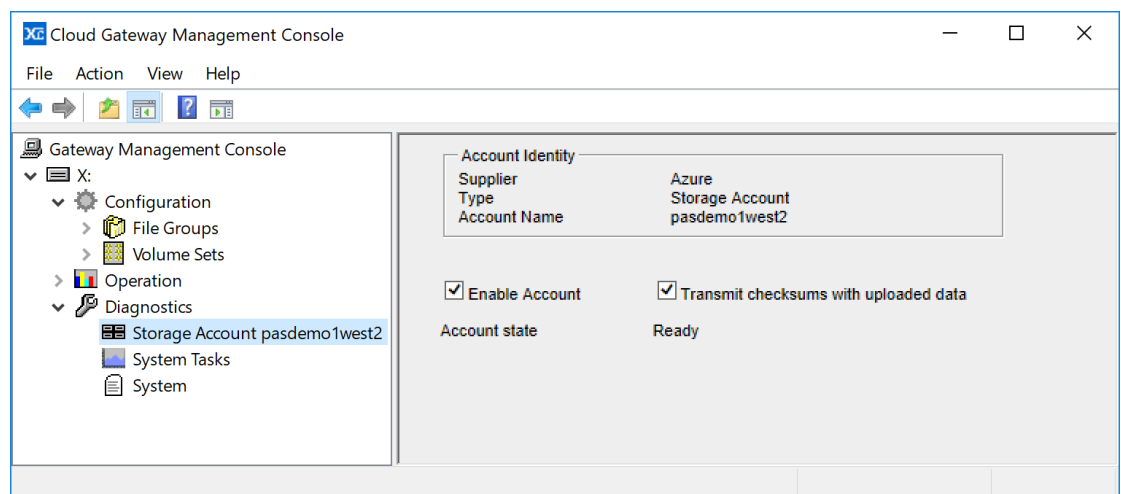 Cloud Gateway Management Console
File Action View Help
Gateway Management Console
X:
Configuration
File Groups
Volume Sets
Operation
Diagnostics
Storage Account pasdemo1west2
System Tasks
System
Account Identity
Supplier Azure
Type Storage Account
Account Name pasdemo1west2
Enable Account Transmit checksums with uploaded data
Account state Ready